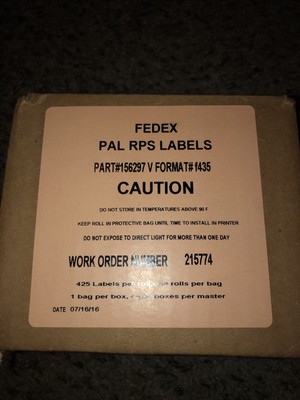 FEDEX
PAL RPS LABELS
PART#156297 V FORMAT# f435
CAUTION
DO NOT STORE IN TEMPERATURES ABOVE 90 F
KEEP ROLL IN PROTECTIVE BAG UNTIL TIME TO INSTALL IN PRINTER
DO NOT EXPOSE TO DIRECT LIGHT FOR MORE THAN ONE DAY
WORK ORDER NUMBER 215774
425 Labels per rolls per bag
1 bag per box, boxes per master
DATE 07/16/16